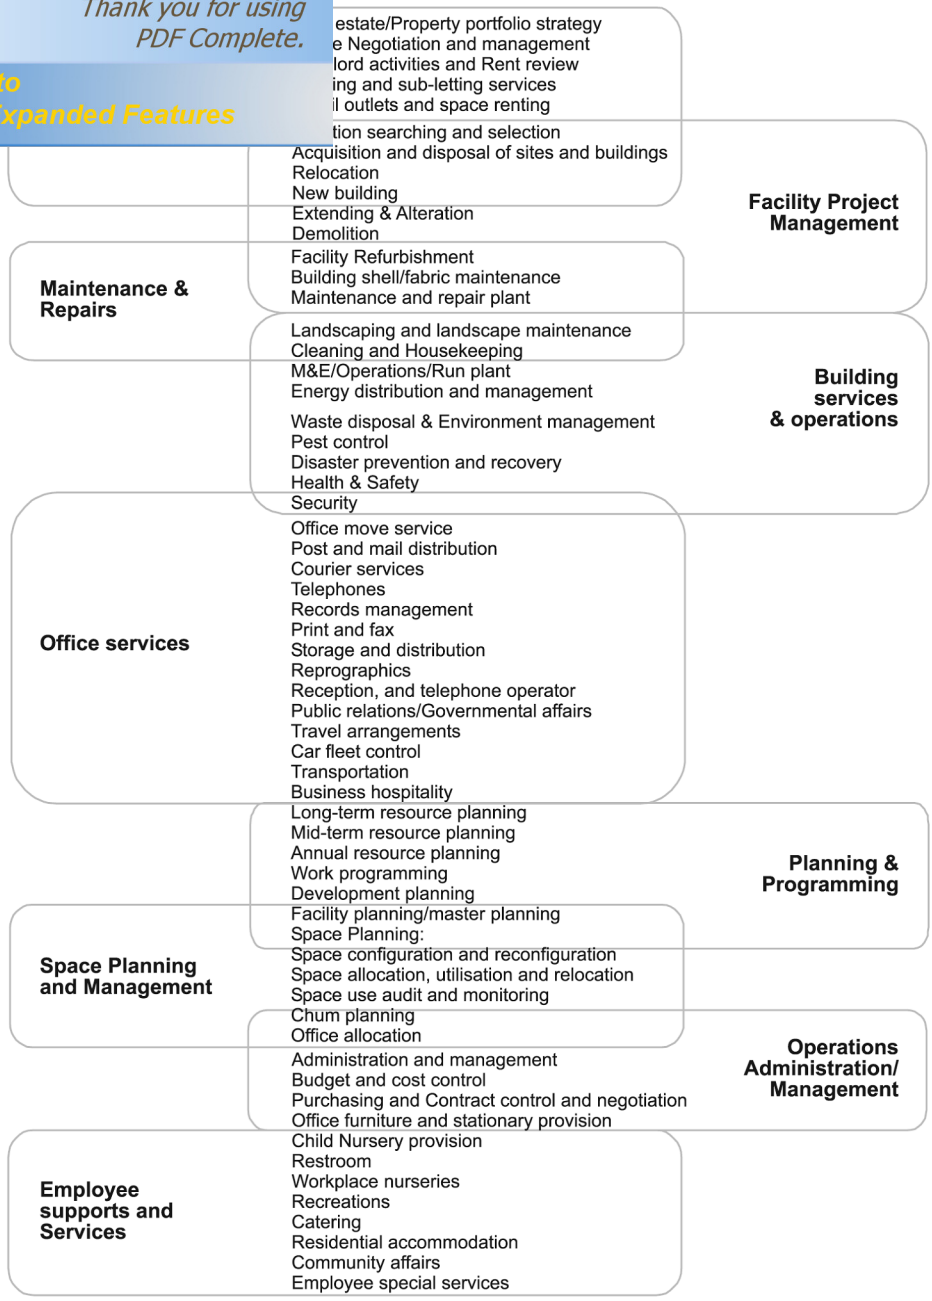 Thank you for using
PDF Complete.
to
Expanded Features
estate/Property portfolio strategy
e Negotiation and management
lord activities and Rent review
ing and sub-letting services
il outlets and space renting
tion searching and selection
Acquisition and disposal of sites and buildings
Relocation
New building
Extending & Alteration
Demolition
Facility Project
Management
Facility Refurbishment
Building shell/fabric maintenance
Maintenance and repair plant
Maintenance &
Repairs
Landscaping and landscape maintenance
Cleaning and Housekeeping
M&E/Operations/Run plant
Energy distribution and management
Waste disposal & Environment management
Pest control
Disaster prevention and recovery
Health & Safety
Security
Building
services
& operations
Office move service
Post and mail distribution
Courier services
Telephones
Records management
Print and fax
Storage and distribution
Reprographics
Reception, and telephone operator
Public relations/Governmental affairs
Travel arrangements
Car fleet control
Transportation
Business hospitality
Office services
Long-term resource planning
Mid-term resource planning
Annual resource planning
Work programming
Development planning
Planning &
Programming
Facility planning/master planning
Space Planning:
Space configuration and reconfiguration
Space allocation, utilisation and relocation
Space use audit and monitoring
Chum planning
Office allocation
Space Planning
and Management
Administration and management
Budget and cost control
Purchasing and Contract control and negotiation
Office furniture and stationary provision
Operations
Administration/
Management
Child Nursery provision
Restroom
Workplace nurseries
Recreations
Catering
Residential accommodation
Community affairs
Employee special services
Employee
supports and
Services